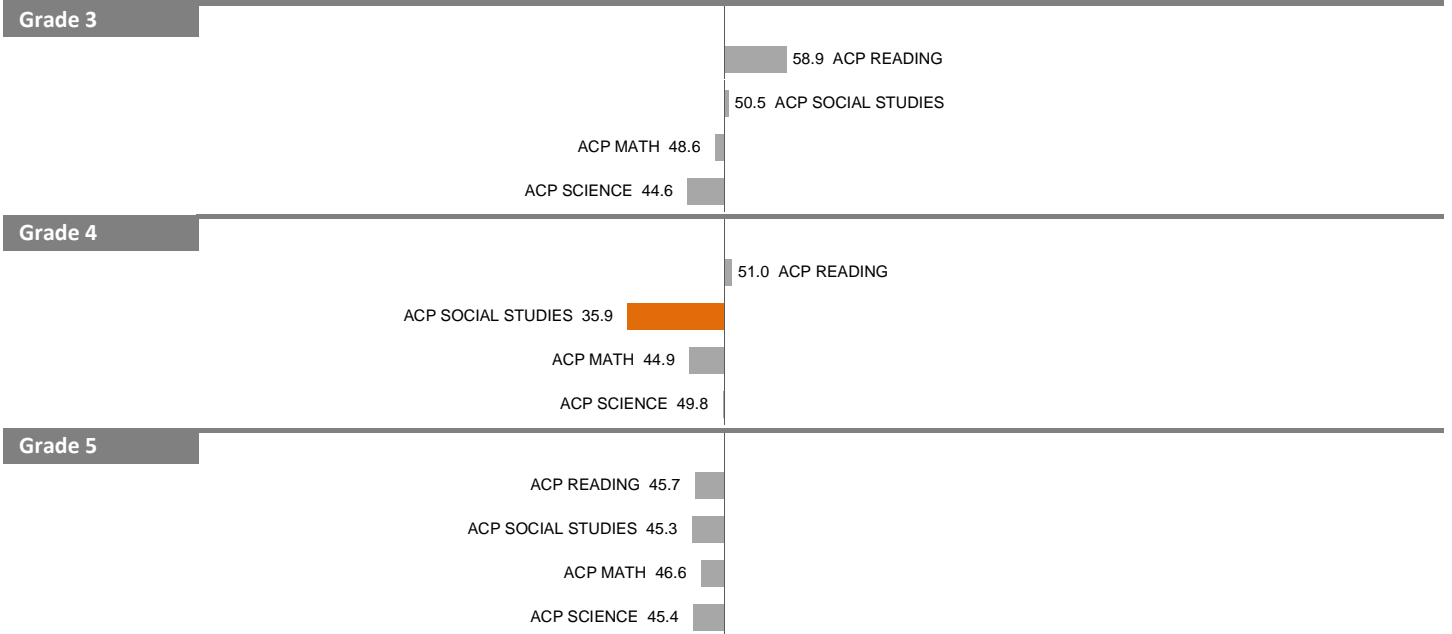 Grade 3
58.9 ACP READING
50.5 ACP SOCIAL STUDIES
ACP MATH 48.6
ACP SCIENCE 44.6
Grade 4
51.0 ACP READING
ACP SOCIAL STUDIES 35.9
ACP MATH 44.9
ACP SCIENCE 49.8
Grade 5
ACP READING 45.7
ACP SOCIAL STUDIES 45.3
ACP MATH 46.6
ACP SCIENCE 45.4